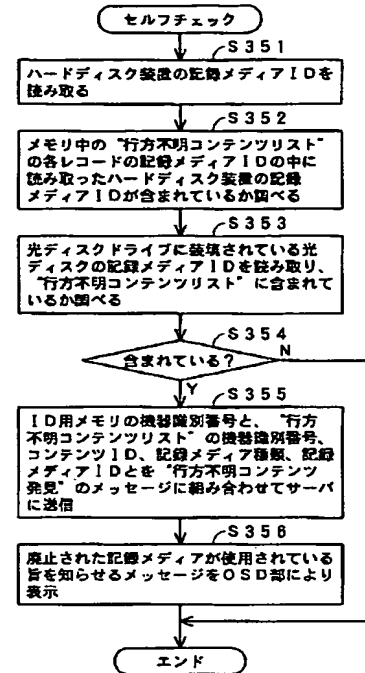 セルフチェック
S351
ハードディスク装置の記録メディアIDを
読み取る
S352
メモリ中の“行方不明コンテンツリスト”
の各レコードの記録メディアIDの中に
読み取ったハードディスク装置の記録
メディアIDが含まれているか調べる
S353
光ディスクドライブに装填されている光
ディスクの記録メディアIDを読み取り、
“行方不明コンテンツリスト”に含まれて
いるか調べる
S354
含まれている?
N
Y
S355
ID用メモリの機器識別番号と、“行方
不明コンテンツリスト”の機器識別番号、
コンテンツID、記録メディア種類、記録
メディアIDとを“行方不明コンテンツ
発見”のメッセージに組み合わせてサーバ
に送信
S356
廃止された記録メディアが使用されている
旨を知らせるメッセージをOSD部により
表示
エンド